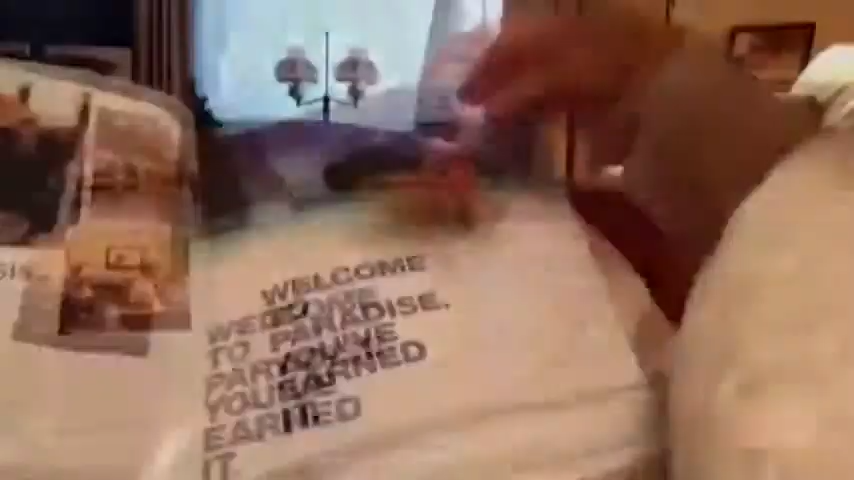 WELCOME
TO PARADISE.
YOU'VE
EARNED
IT.